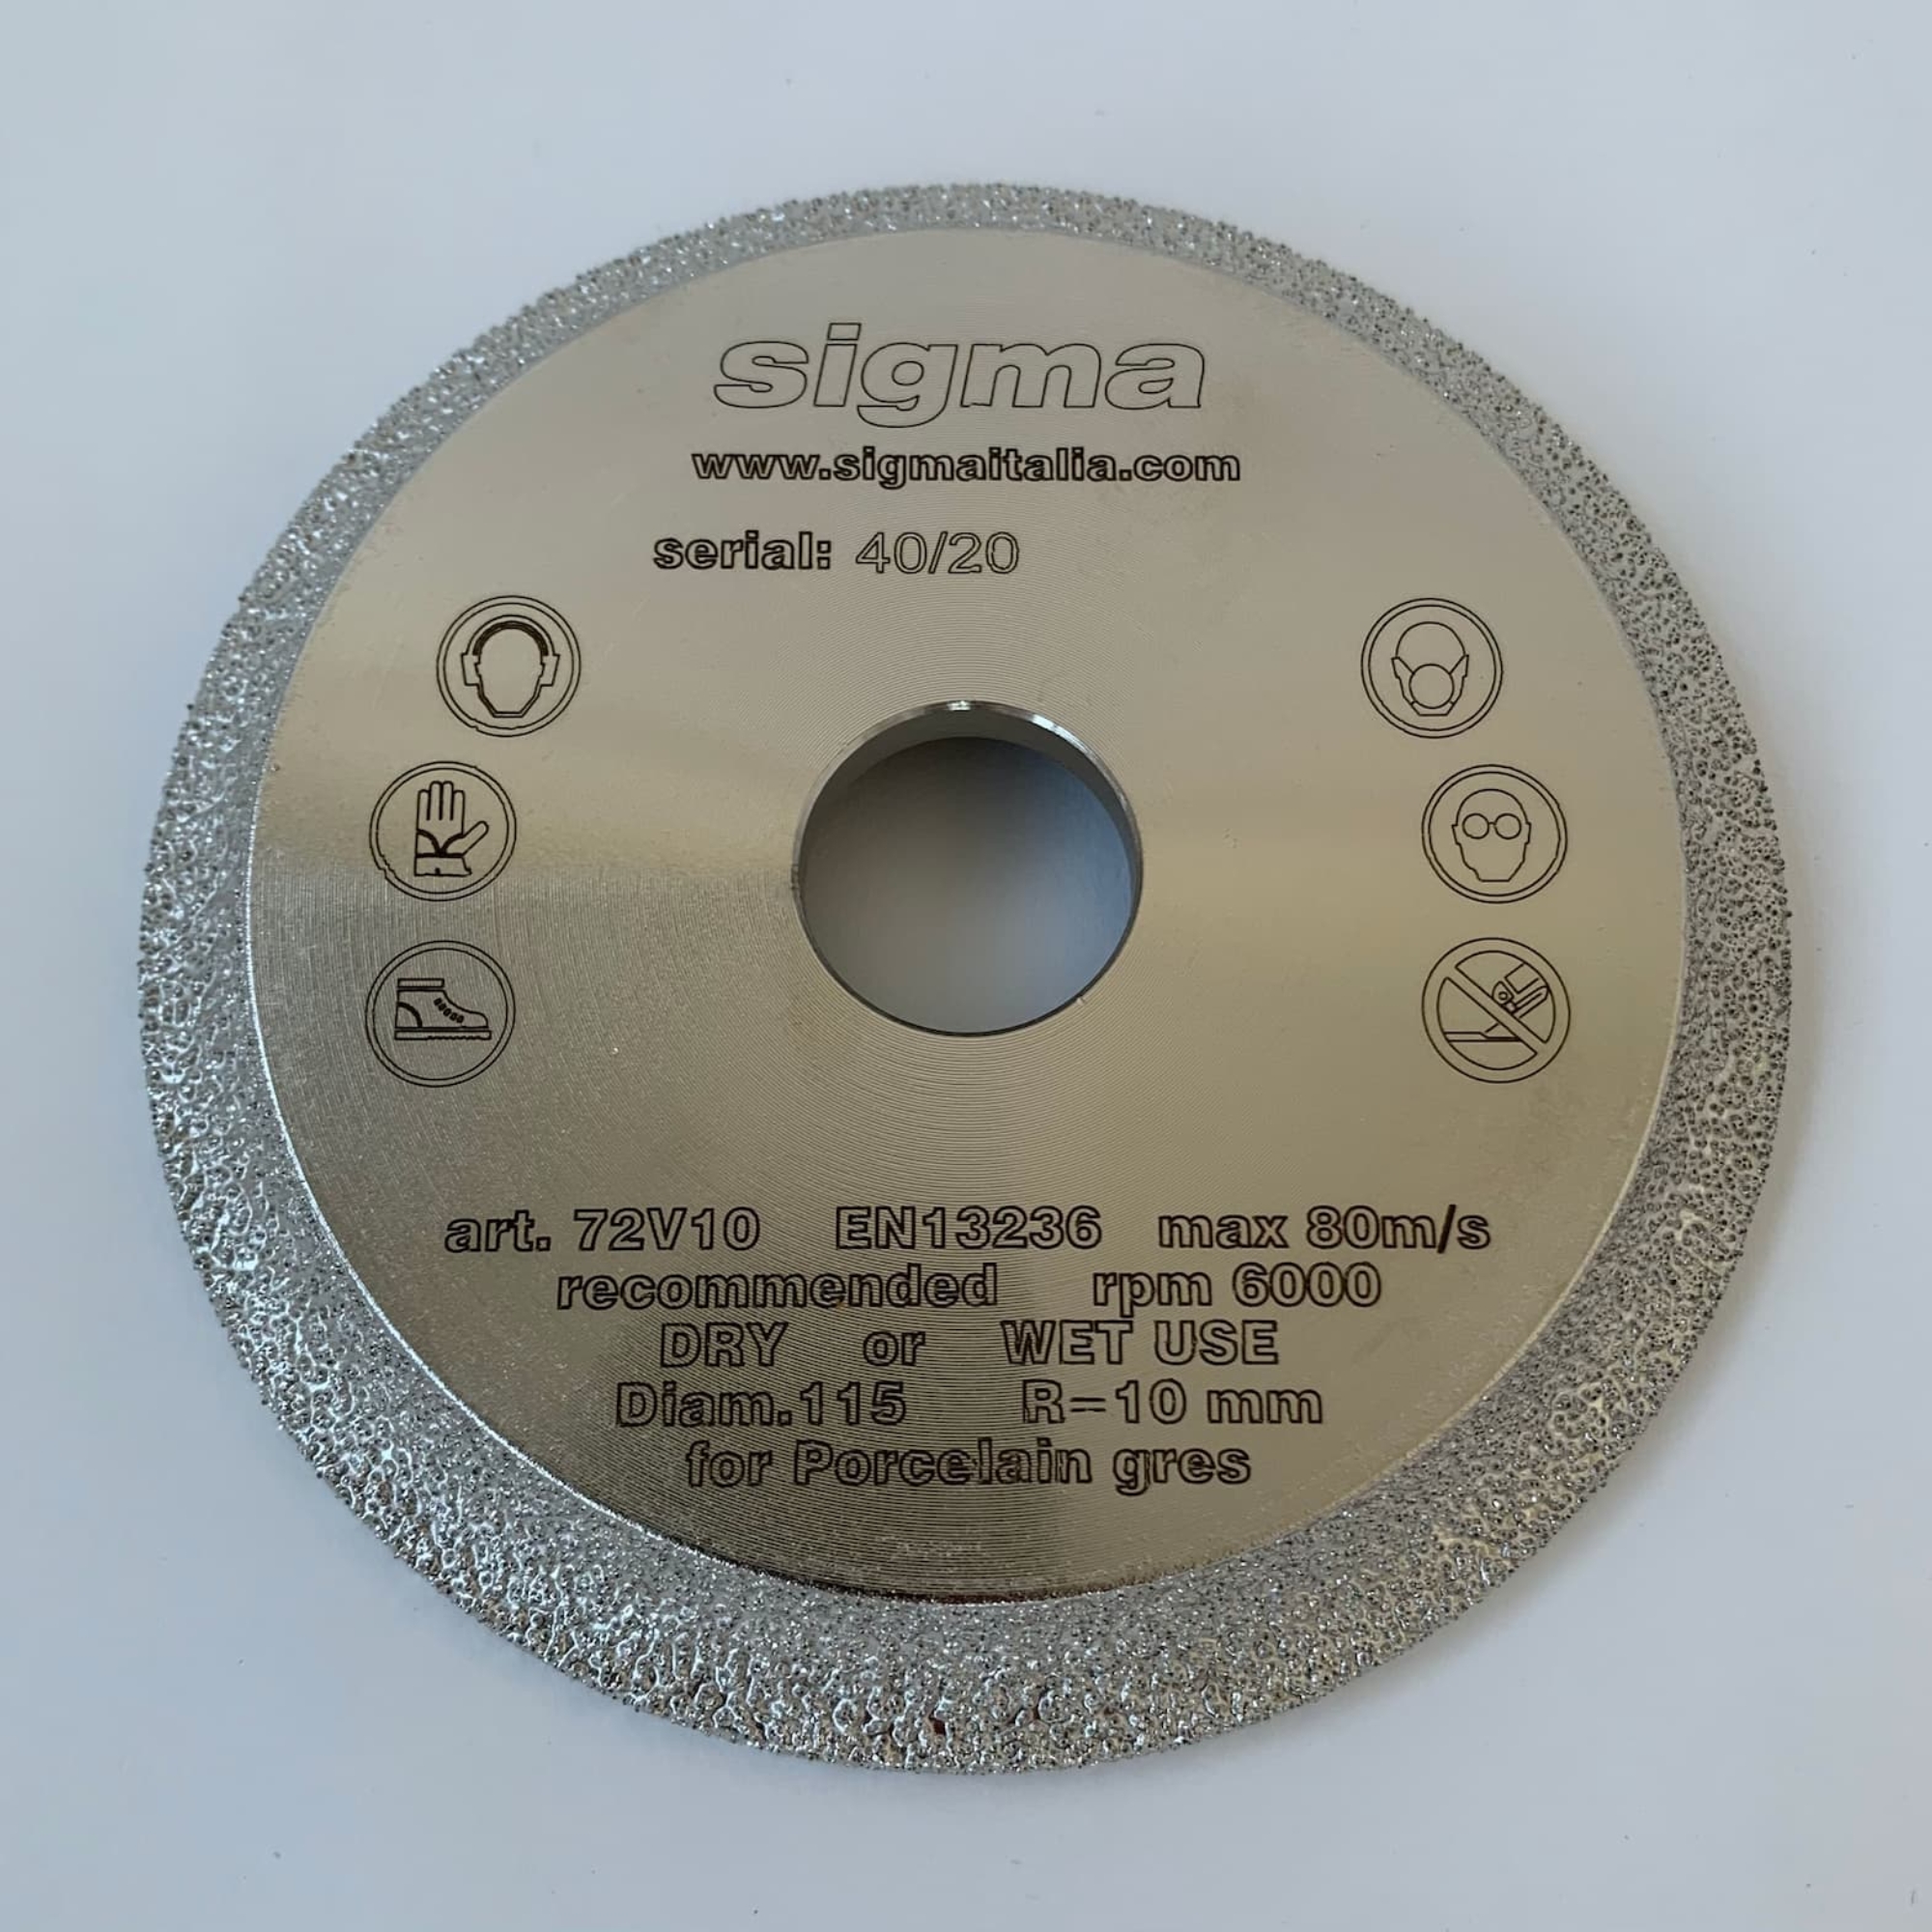 sigma
www.sigmaitalia.com
serial: 40/20
art. 72V10 EN13236 max 80m/s
recommended rpm 6000
DRY or WET USE
Diam.115 R=10 mm
for Porcelain gres